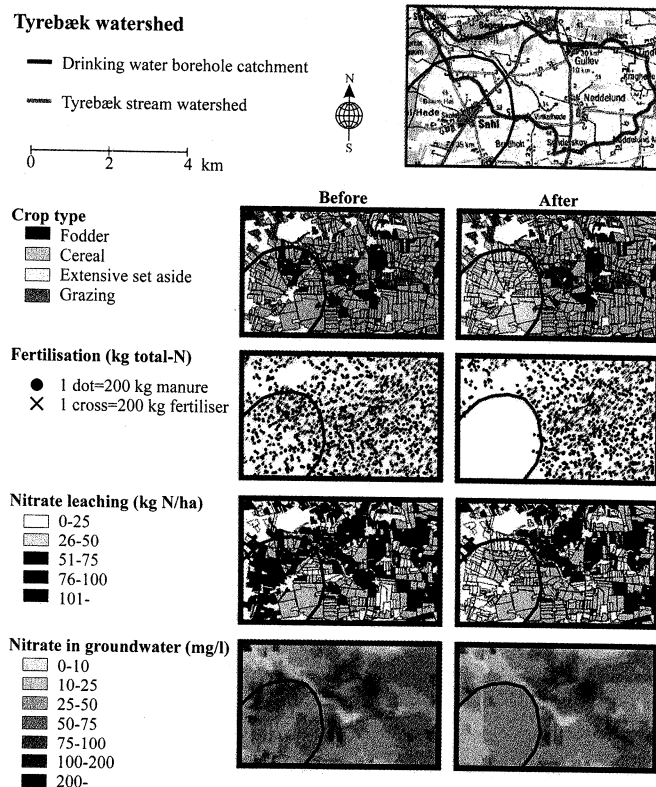 Tyrebæk watershed
Drinking water borehole catchment
Tyrebæk stream watershed
N
S
0 2 4 km
Gullev
Nøddelund
Sahl
Vinkelhede
Brødholt
Before After
Crop type
Fodder
Cereal
Extensive set aside
Grazing
Fertilisation (kg total-N)
1 dot=200 kg manure
1 cross=200 kg fertiliser
Nitrate leaching (kg N/ha)
0-25
26-50
51-75
76-100
101-
Nitrate in groundwater (mg/l)
0-10
10-25
25-50
50-75
75-100
100-200
200-